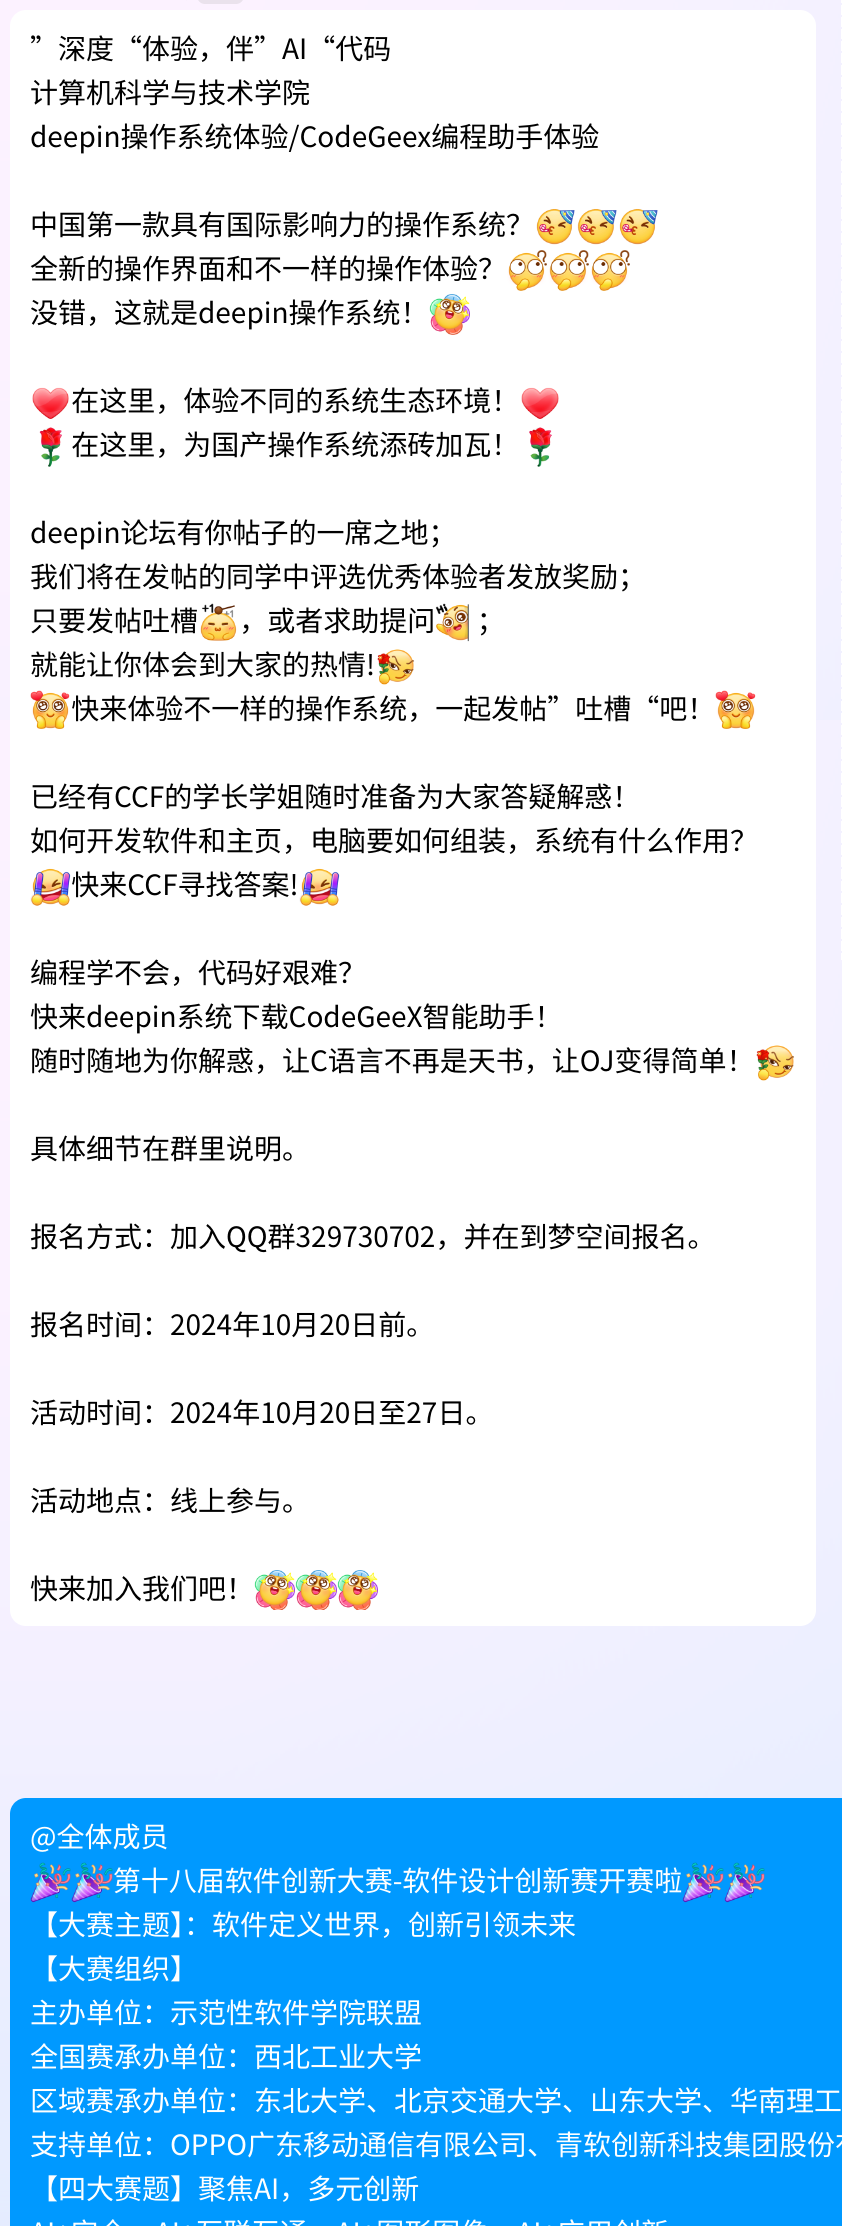 ”深度“体验，伴”AI“代码
计算机科学与技术学院
deepin操作系统体验/CodeGeex编程助手体验
中国第一款具有国际影响力的操作系统？
全新的操作界面和不一样的操作体验？
没错，这就是deepin操作系统！
在这里，体验不同的系统生态环境！
在这里，为国产操作系统添砖加瓦！
deepin论坛有你帖子的一席之地；
我们将在发帖的同学中评选优秀体验者发放奖励；
只要发帖吐槽，或者求助提问；
就能让你体会到大家的热情!
快来体验不一样的操作系统，一起发帖”吐槽“吧！
已经有CCF的学长学姐随时准备为大家答疑解惑！
如何开发软件和主页，电脑要如何组装，系统有什么作用？
快来CCF寻找答案!
编程学不会，代码好艰难？
快来deepin系统下载CodeGeeX智能助手！
随时随地为你解惑，让C语言不再是天书，让OJ变得简单！
具体细节在群里说明。
报名方式：加入QQ群329730702，并在到梦空间报名。
报名时间：2024年10月20日前。
活动时间：2024年10月20日至27日。
活动地点：线上参与。
快来加入我们吧！
@全体成员
第十八届软件创新大赛-软件设计创新赛开赛啦
【大赛主题】：软件定义世界，创新引领未来
【大赛组织】
主办单位：示范性软件学院联盟
全国赛承办单位：西北工业大学
区域赛承办单位：东北大学、北京交通大学、山东大学、华南理工
支持单位：OPPO广东移动通信有限公司、青软创新科技集团股份
【四大赛题】聚焦AI，多元创新